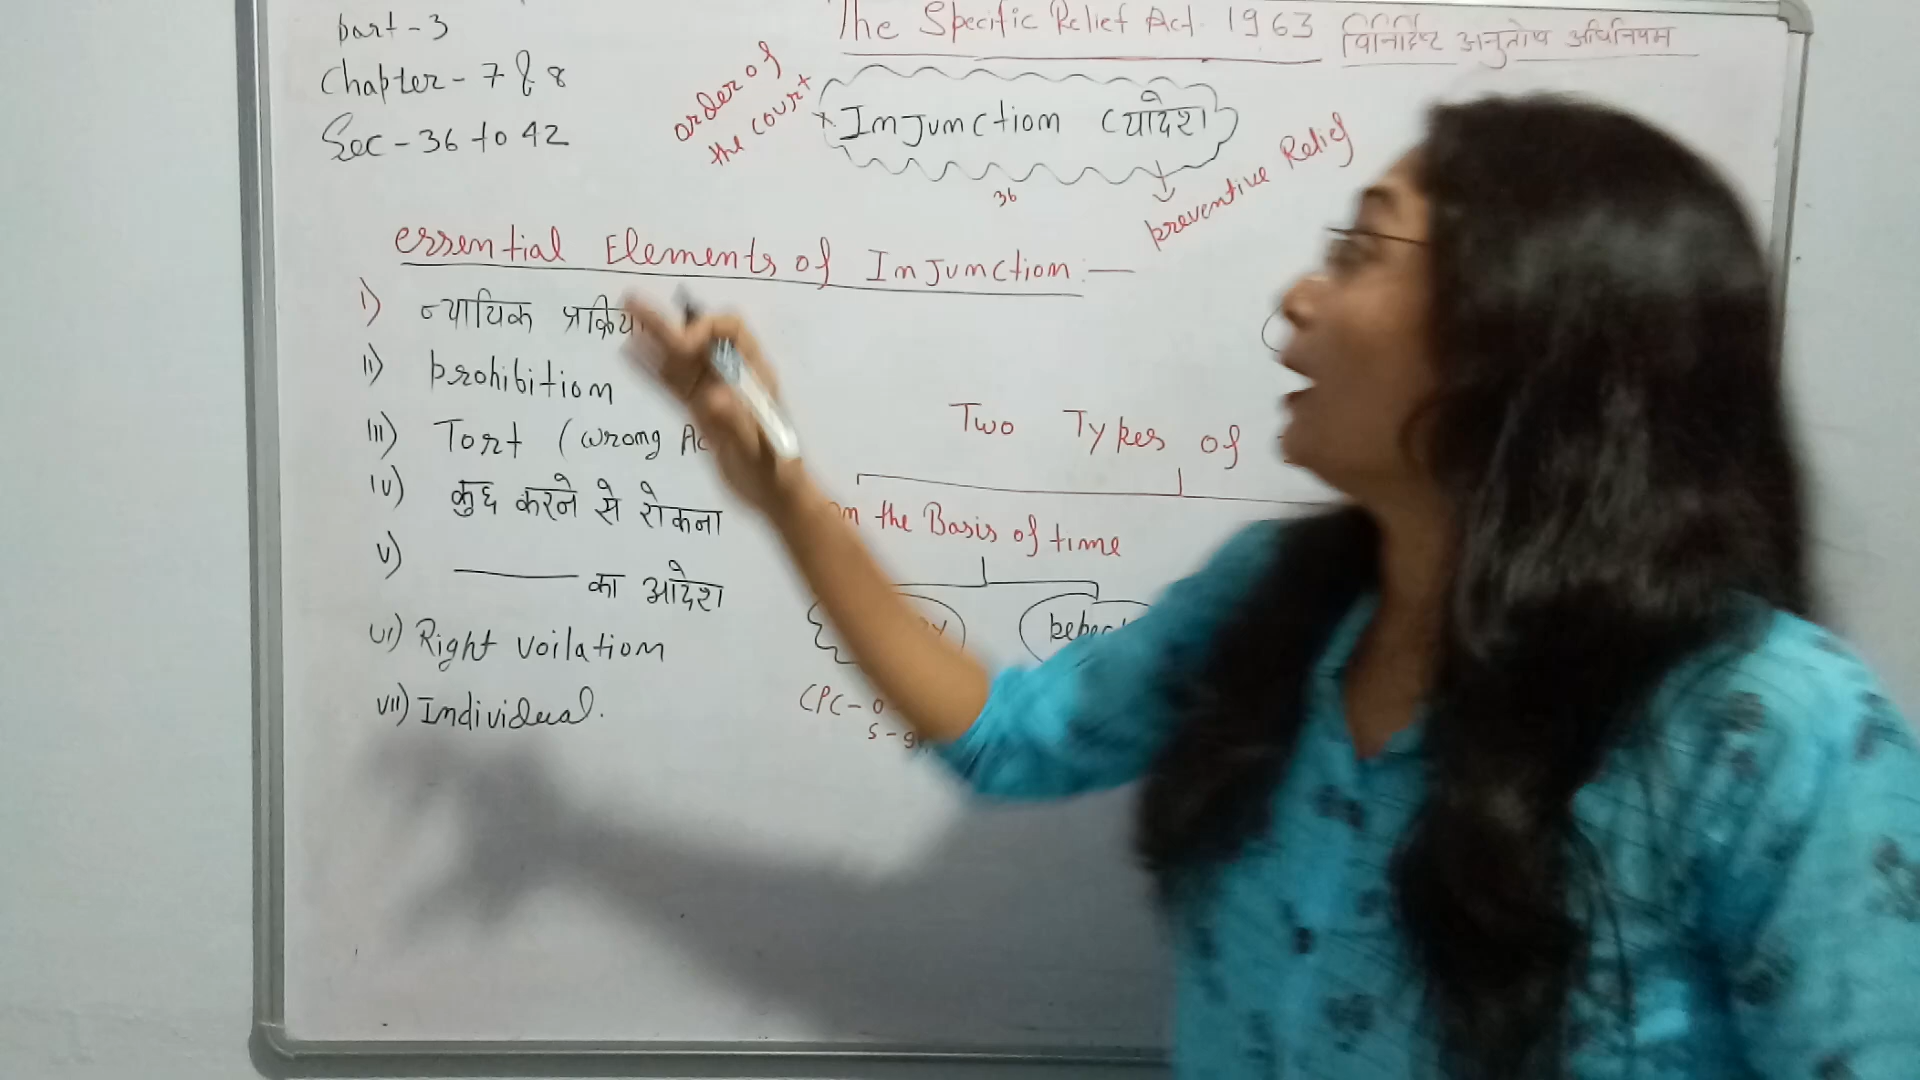 part-3
Chapter-7 & 8
Sec-36 to 42
The Specific Relief Act. 1963 विनिर्दिष्ट अनुतोष अधिनियम
order of
the court
Injunction (व्यादेश)
36
preventive Relief
essential Elements of Injunction:—
i) न्यायिक प्रक्रिया
ii) prohibition
iii) Tort (wrong
iv) कुछ करने से रोकना
v) ——— का आदेश
vi) Right voilation
vii) Individual.
Two Types of
on the Basis of time
CPC-